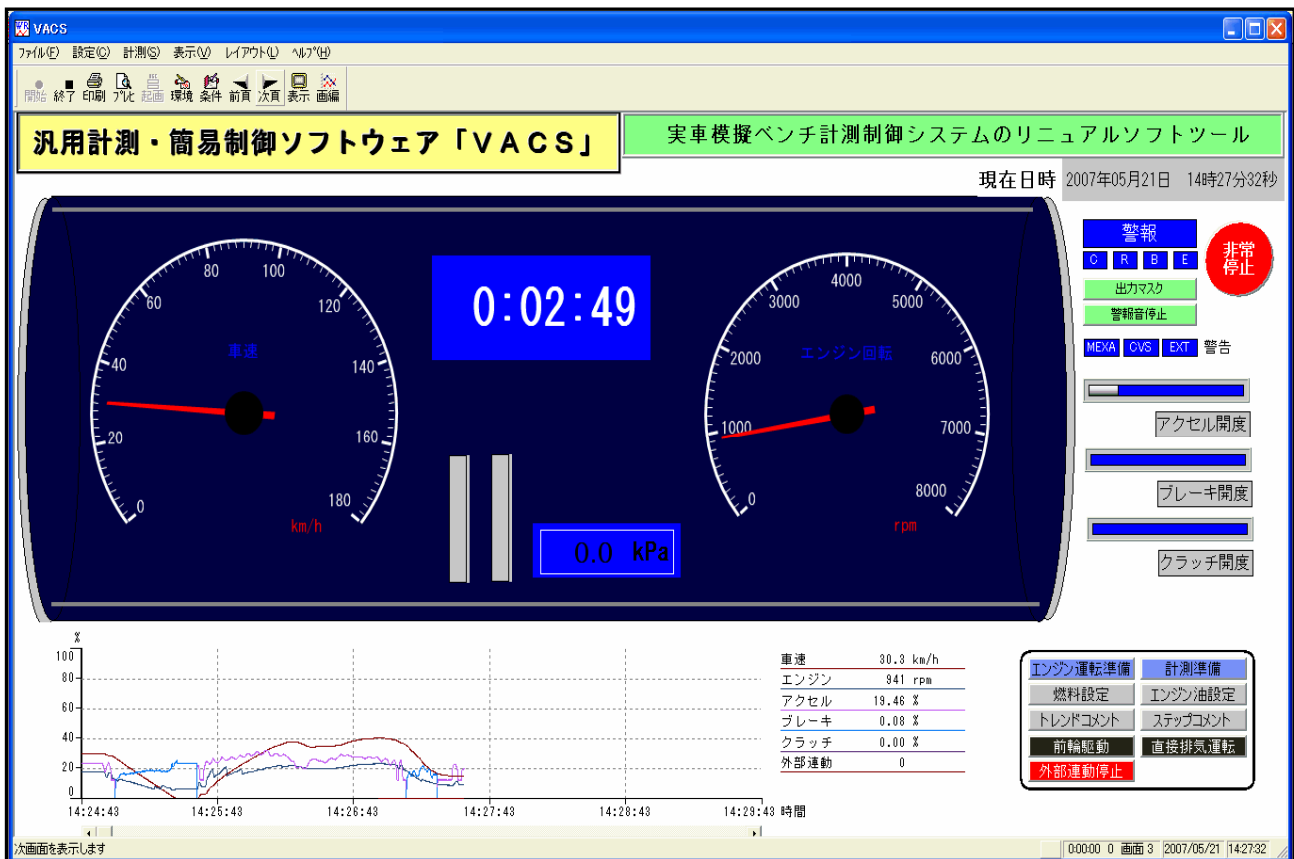 VACS
ファイル(F) 設定(C) 計測(S) 表示(V) レイアウト(L) ヘルプ(H)
開始 終了 印刷 プレビ 起画 環境 条件 前頁 次頁 表示 画編
汎用計測・簡易制御ソフトウェア「VACS」
実車模擬ベンチ計測制御システムのリニュアルソフトツール
現在日時 2007年05月21日 14時27分32秒
0 20 40 60 80 100 120 140 160 180
車速
km/h
0:02:49
0.0 kPa
0 1000 2000 3000 4000 5000 6000 7000 8000
エンジン回転
rpm
警報
C R B E
非常
停止
出力マスク
警報音停止
MEXA CVS EXT 警告
アクセル開度
ブレーキ開度
クラッチ開度
%
100
80
60
40
20
0
14:24:43 14:25:43 14:26:43 14:27:43 14:28:43 14:29:43 時間
車速 30.3 km/h
エンジン 941 rpm
アクセル 19.46 %
ブレーキ 0.08 %
クラッチ 0.00 %
外部連動 0
エンジン運転準備 計測準備
燃料設定 エンジン油設定
トレンドコメント ステップコメント
前輪駆動 直接排気運転
外部連動停止
次画面を表示します
0:00:00 0 画面 3 2007/05/21 14:27:32